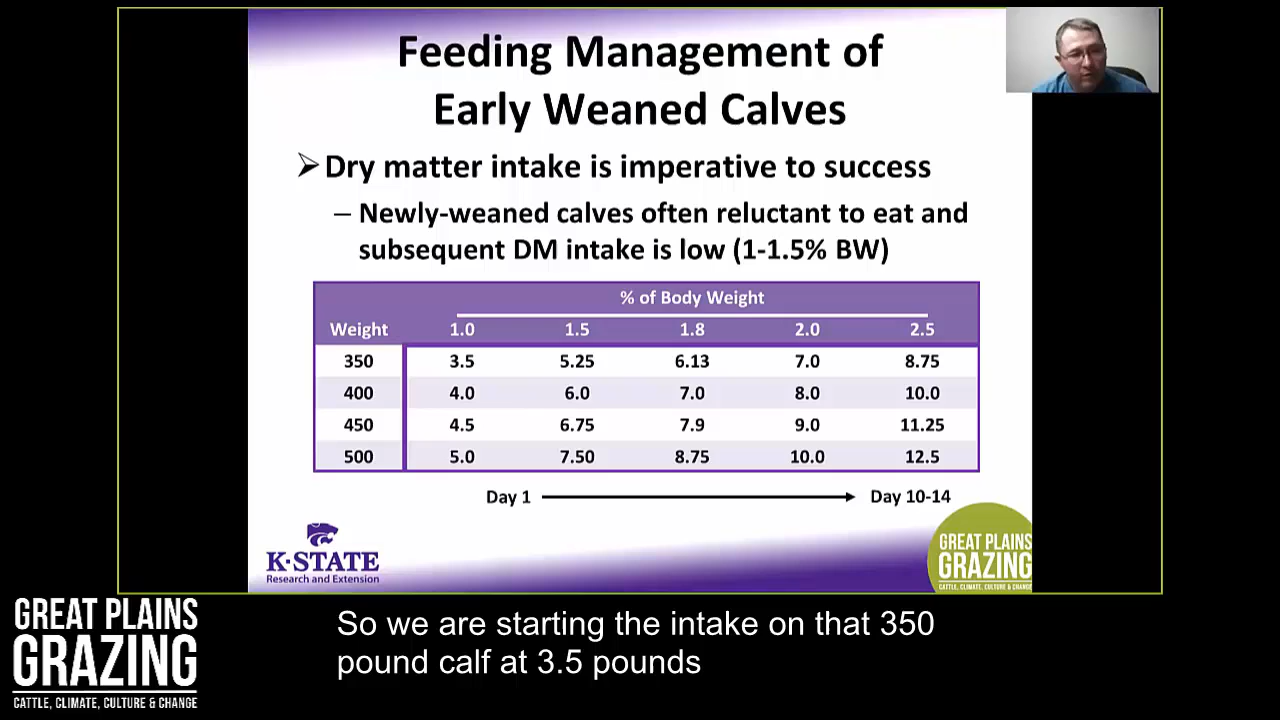 Feeding Management of
Early Weaned Calves
➢ Dry matter intake is imperative to success
– Newly-weaned calves often reluctant to eat and
subsequent DM intake is low (1-1.5% BW)
% of Body Weight
Weight 1.0 1.5 1.8 2.0 2.5
350 3.5 5.25 6.13 7.0 8.75
400 4.0 6.0 7.0 8.0 10.0
450 4.5 6.75 7.9 9.0 11.25
500 5.0 7.50 8.75 10.0 12.5
Day 1 Day 10-14
K-STATE
Research and Extension
GREAT PLAINS
GRAZING
CATTLE, CLIMATE, CULTURE & CHANGE
GREAT PLAINS
GRAZING
CATTLE, CLIMATE, CULTURE & CHANGE
So we are starting the intake on that 350
pound calf at 3.5 pounds